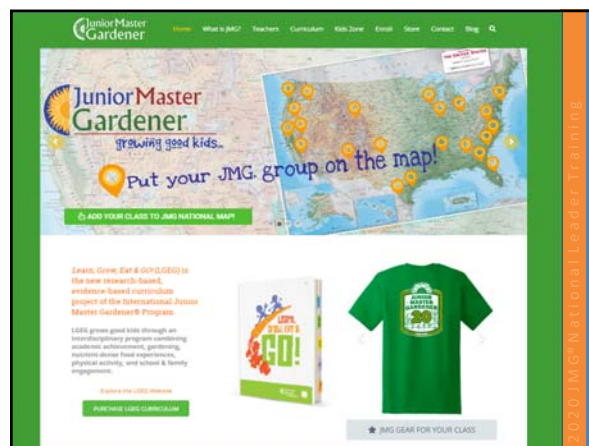 Junior Master
Gardener
Home What is JMG? Teachers Curriculum Kids Zone Enroll Store Contact Blog
Junior Master
Gardener
growing good kids...
Put your JMG group on the map!
ADD YOUR CLASS TO JMG NATIONAL MAP!
Learn, Grow, Eat & GO! (LGEG) is
the new research-based,
evidence-based curriculum
project of the International Junior
Master Gardener® Program.
LGEG grows good kids through an
interdisciplinary program combining
academic achievement, gardening,
nutrient-dense food experiences,
physical activity, and school & family
engagement.
Explore the LGEG Website
PURCHASE LGEG CURRICULUM
LEARN,
GROW, EAT &
GO!
JUNIOR
MASTER
GARDENER
20
JMG GEAR FOR YOUR CLASS
2020 JMG® National Leader Training